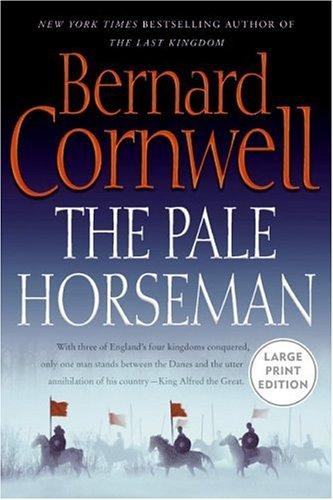 NEW YORK TIMES BESTSELLING AUTHOR OF
THE LAST KINGDOM
Bernard
Cornwell
THE PALE
HORSEMAN
With three of England's four kingdoms conquered,
only one man stands between the Danes and the utter
annihilation of his country—King Alfred the Great.
LARGE
PRINT
EDITION